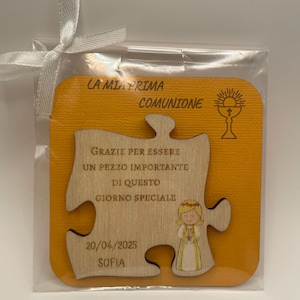 LA MIA PRIMA
COMUNIONE
GRAZIE PER ESSERE
UN PEZZO IMPORTANTE
DI QUESTO
GIORNO SPECIALE
20/04/2025
SOFIA